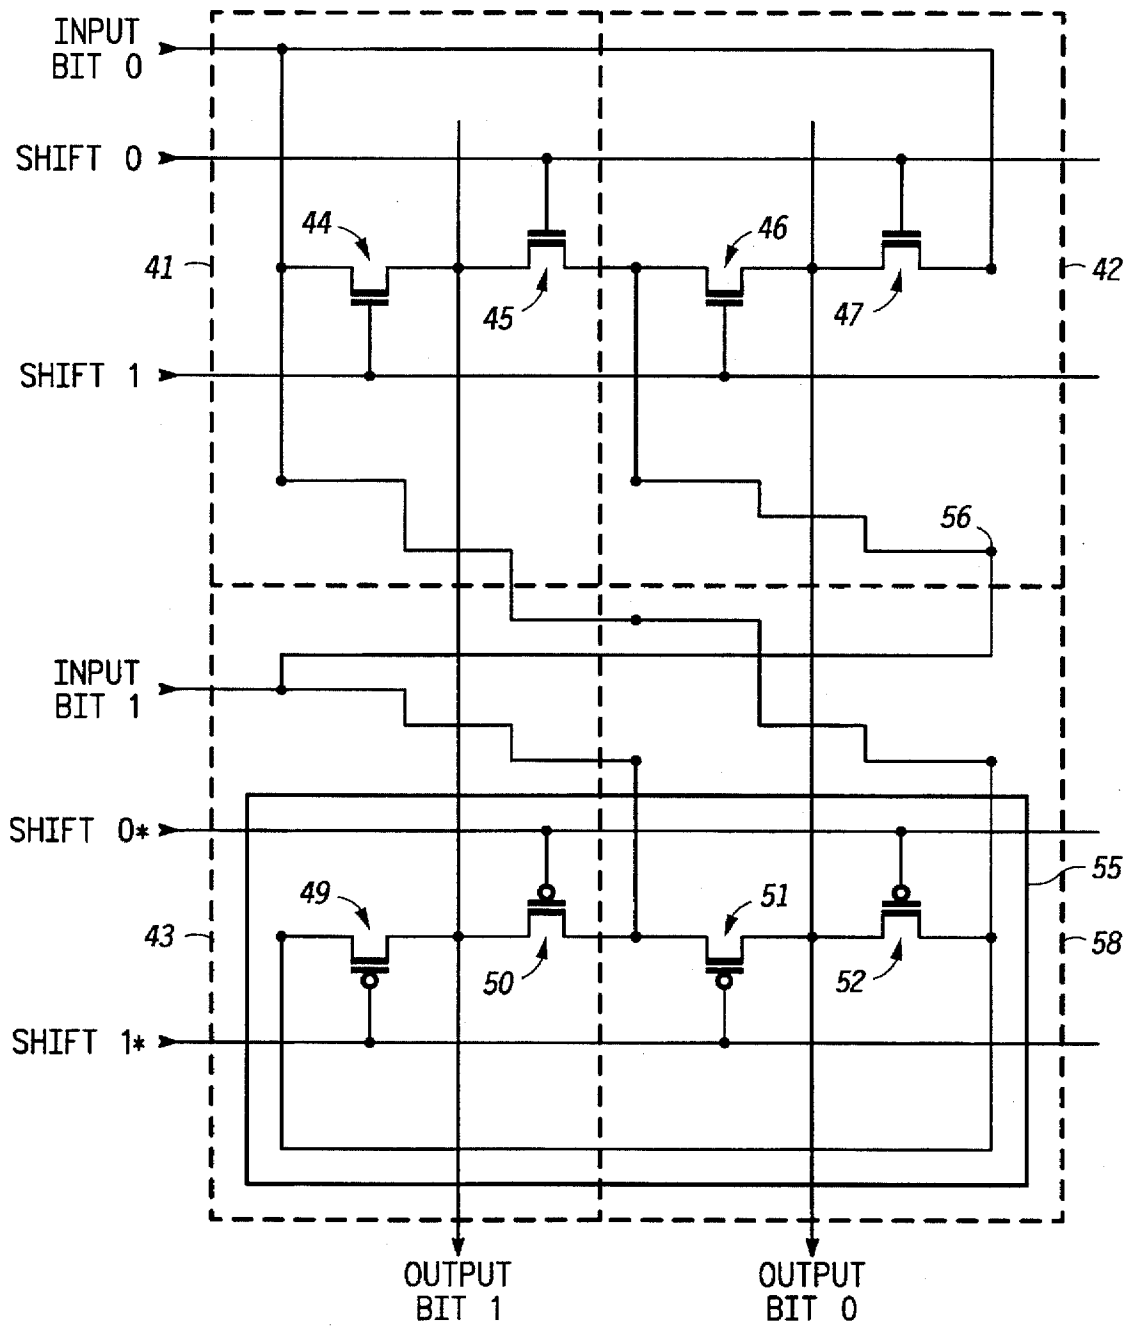 INPUT
BIT 0
SHIFT 0
44
46
41
42
45
47
SHIFT 1
56
INPUT
BIT 1
SHIFT 0*
55
49
51
43
58
50
52
SHIFT 1*
OUTPUT
BIT 1
OUTPUT
BIT 0